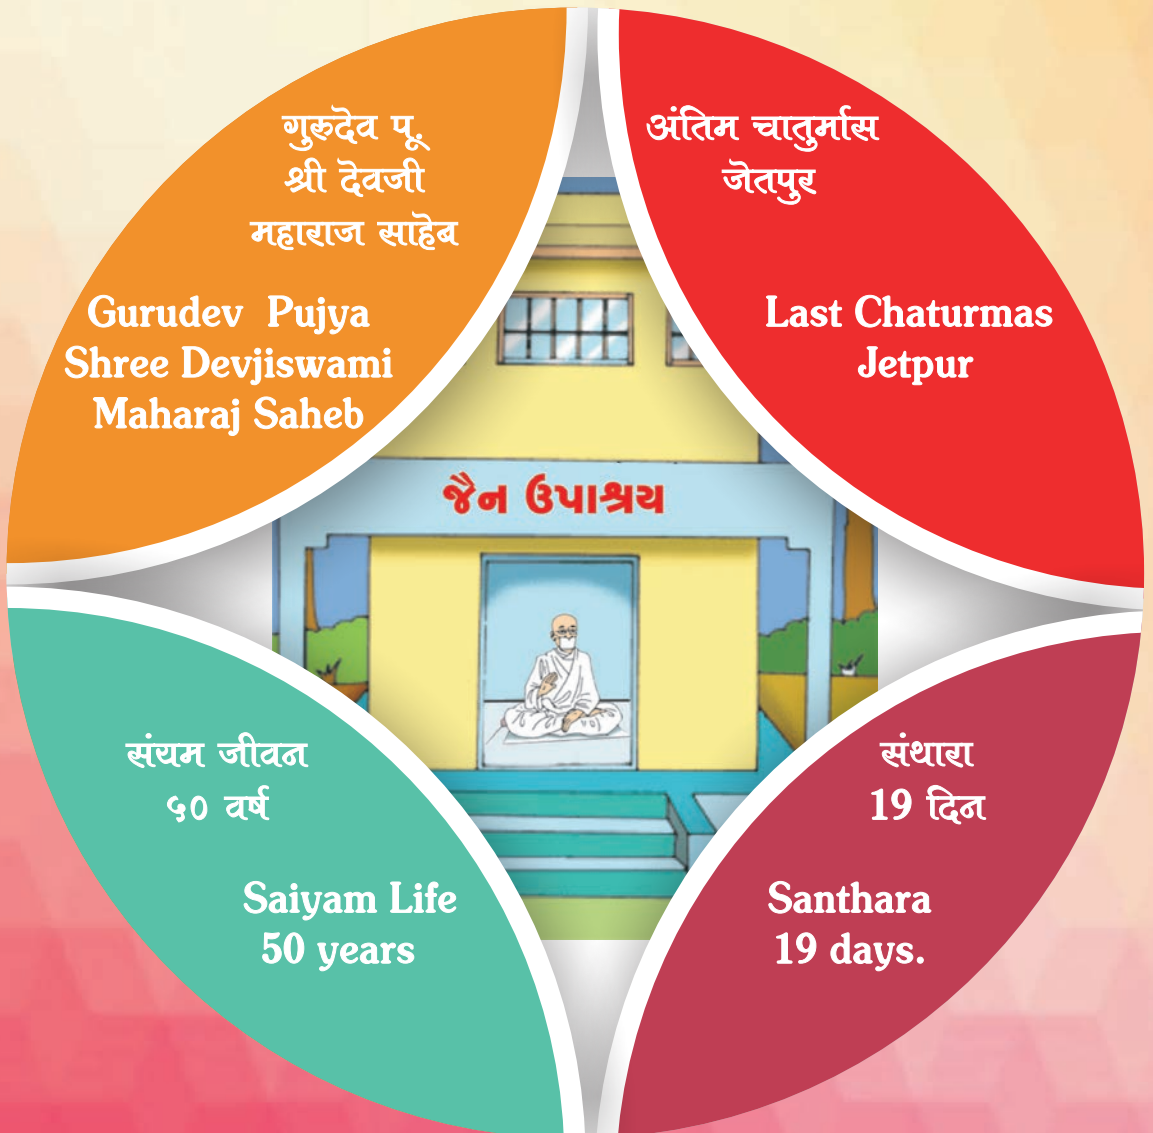 गुरुदेव पू.
श्री देवजी
महाराज साहेब
Gurudev Pujya
Shree Devjiswami
Maharaj Saheb
अंतिम चातुर्मास
जेतपुर
Last Chaturmas
Jetpur
જૈન ઉપાશ્રય
संयम जीवन
५० वर्ष
Saiyam Life
50 years
संथारा
19 दिन
Santhara
19 days.